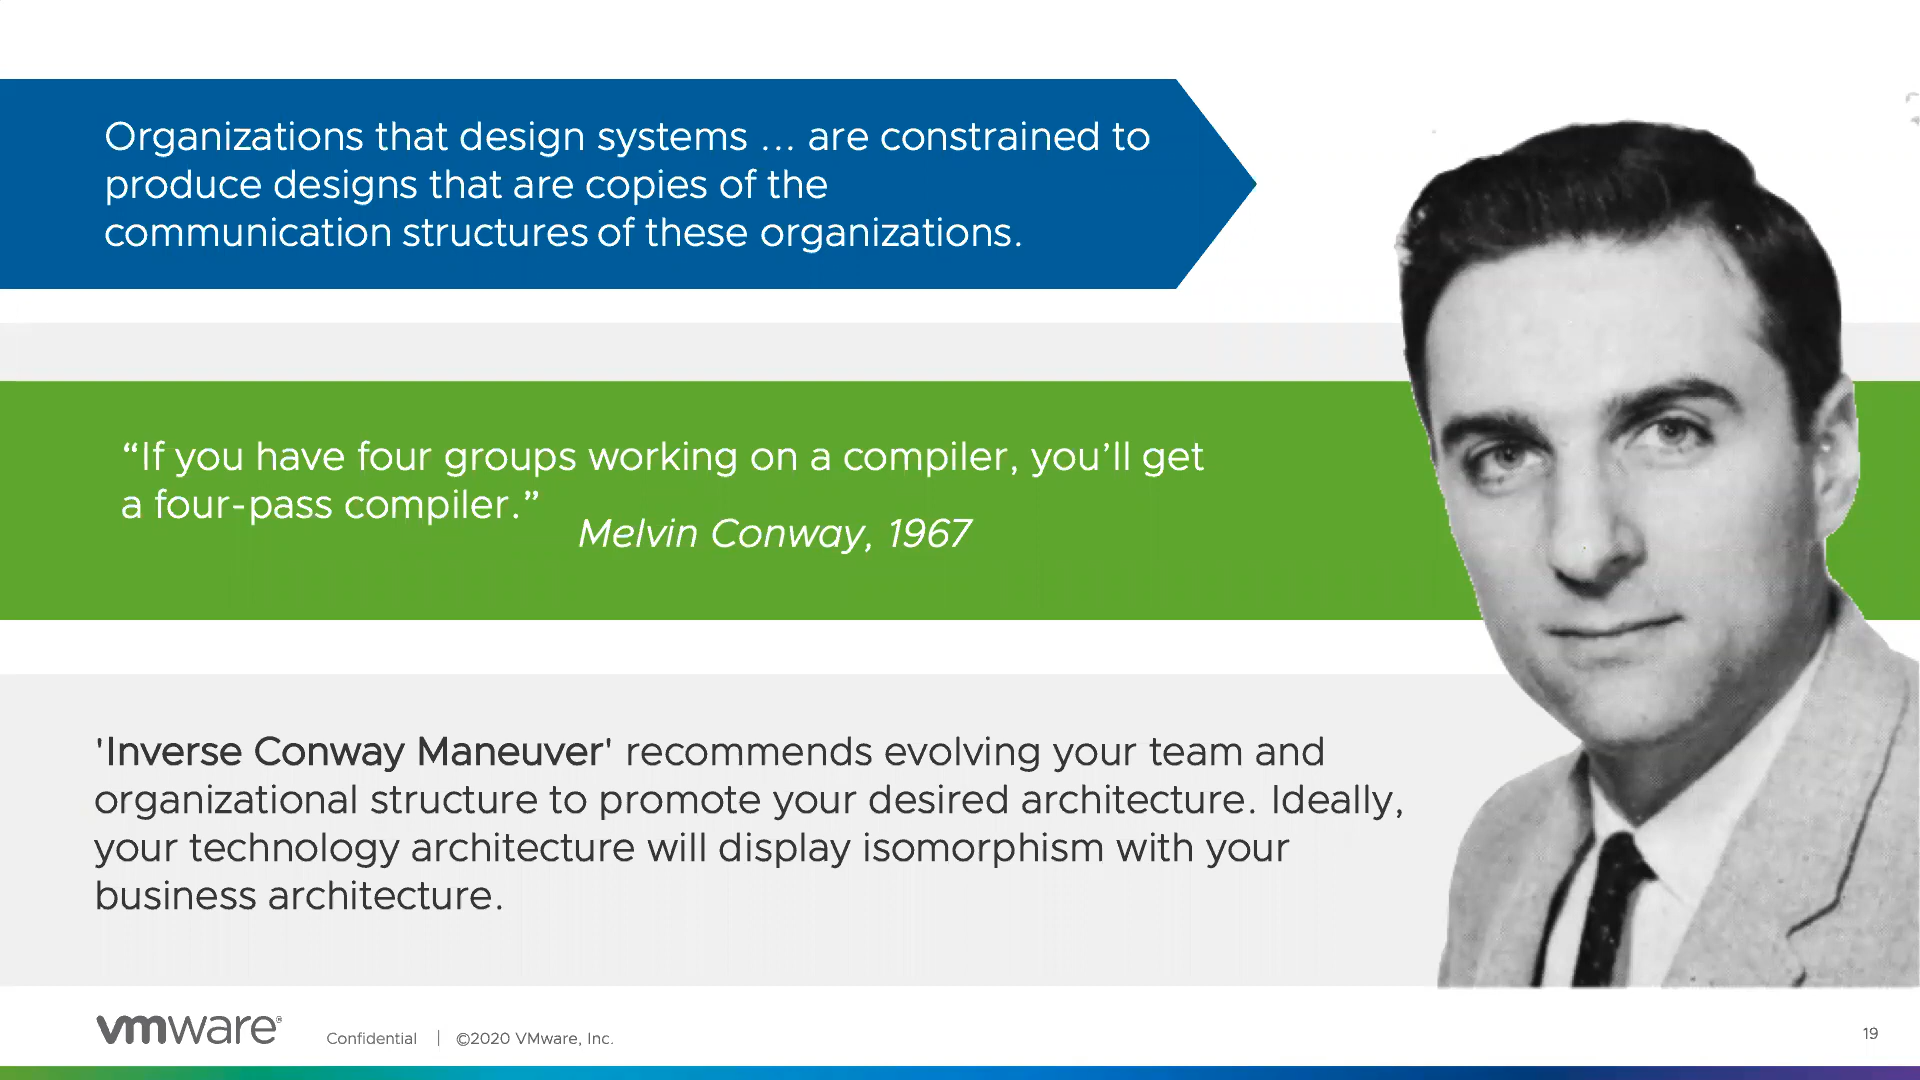 Organizations that design systems ... are constrained to
produce designs that are copies of the
communication structures of these organizations.
“If you have four groups working on a compiler, you’ll get
a four-pass compiler.”
Melvin Conway, 1967
'Inverse Conway Maneuver' recommends evolving your team and
organizational structure to promote your desired architecture. Ideally,
your technology architecture will display isomorphism with your
business architecture.
vmware®
Confidential | ©2020 VMware, Inc.
19